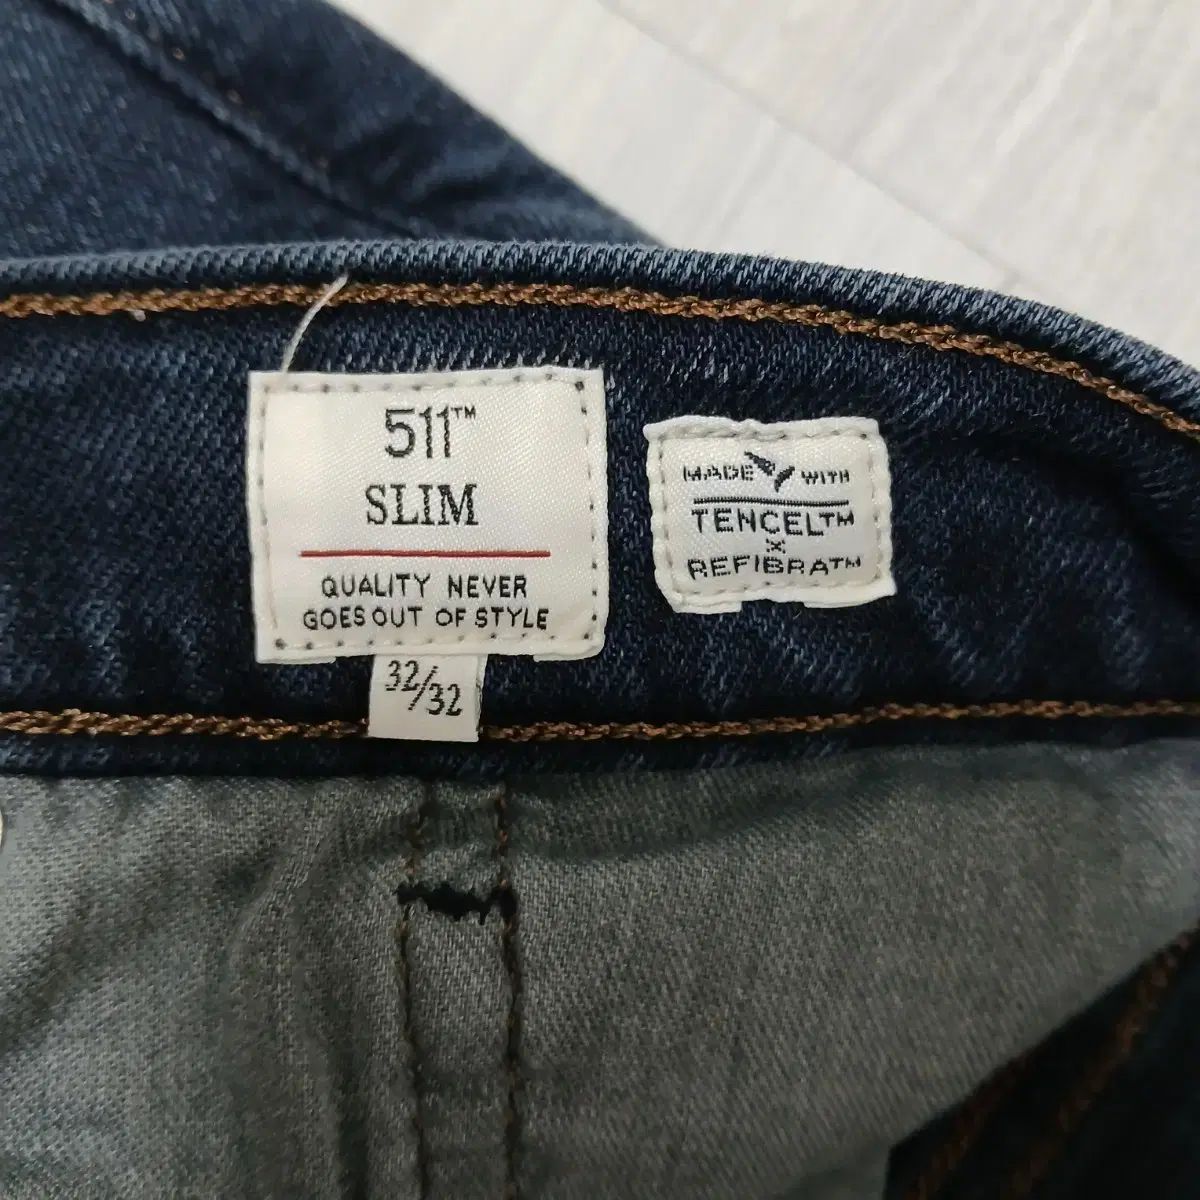 511™
SLIM
QUALITY NEVER
GOES OUT OF STYLE
32/32
MADE WITH
TENCEL™
×
REFIBRA™